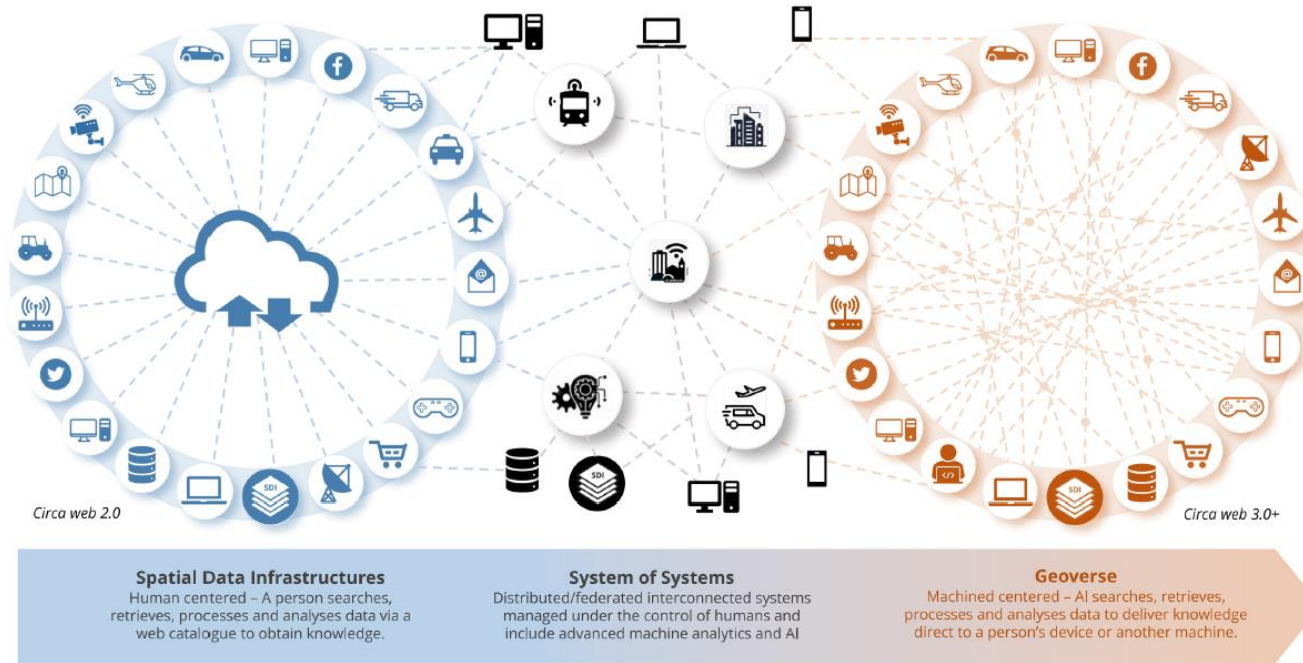 SDI
SDI
SDI
Circa web 2.0
Circa web 3.0+
Spatial Data Infrastructures
Human centered – A person searches,
retrieves, processes and analyses data via a
web catalogue to obtain knowledge.
System of Systems
Distributed/federated interconnected systems
managed under the control of humans and
include advanced machine analytics and AI
Geoverse
Machined centered – AI searches, retrieves,
processes and analyses data to deliver knowledge
direct to a person's device or another machine.